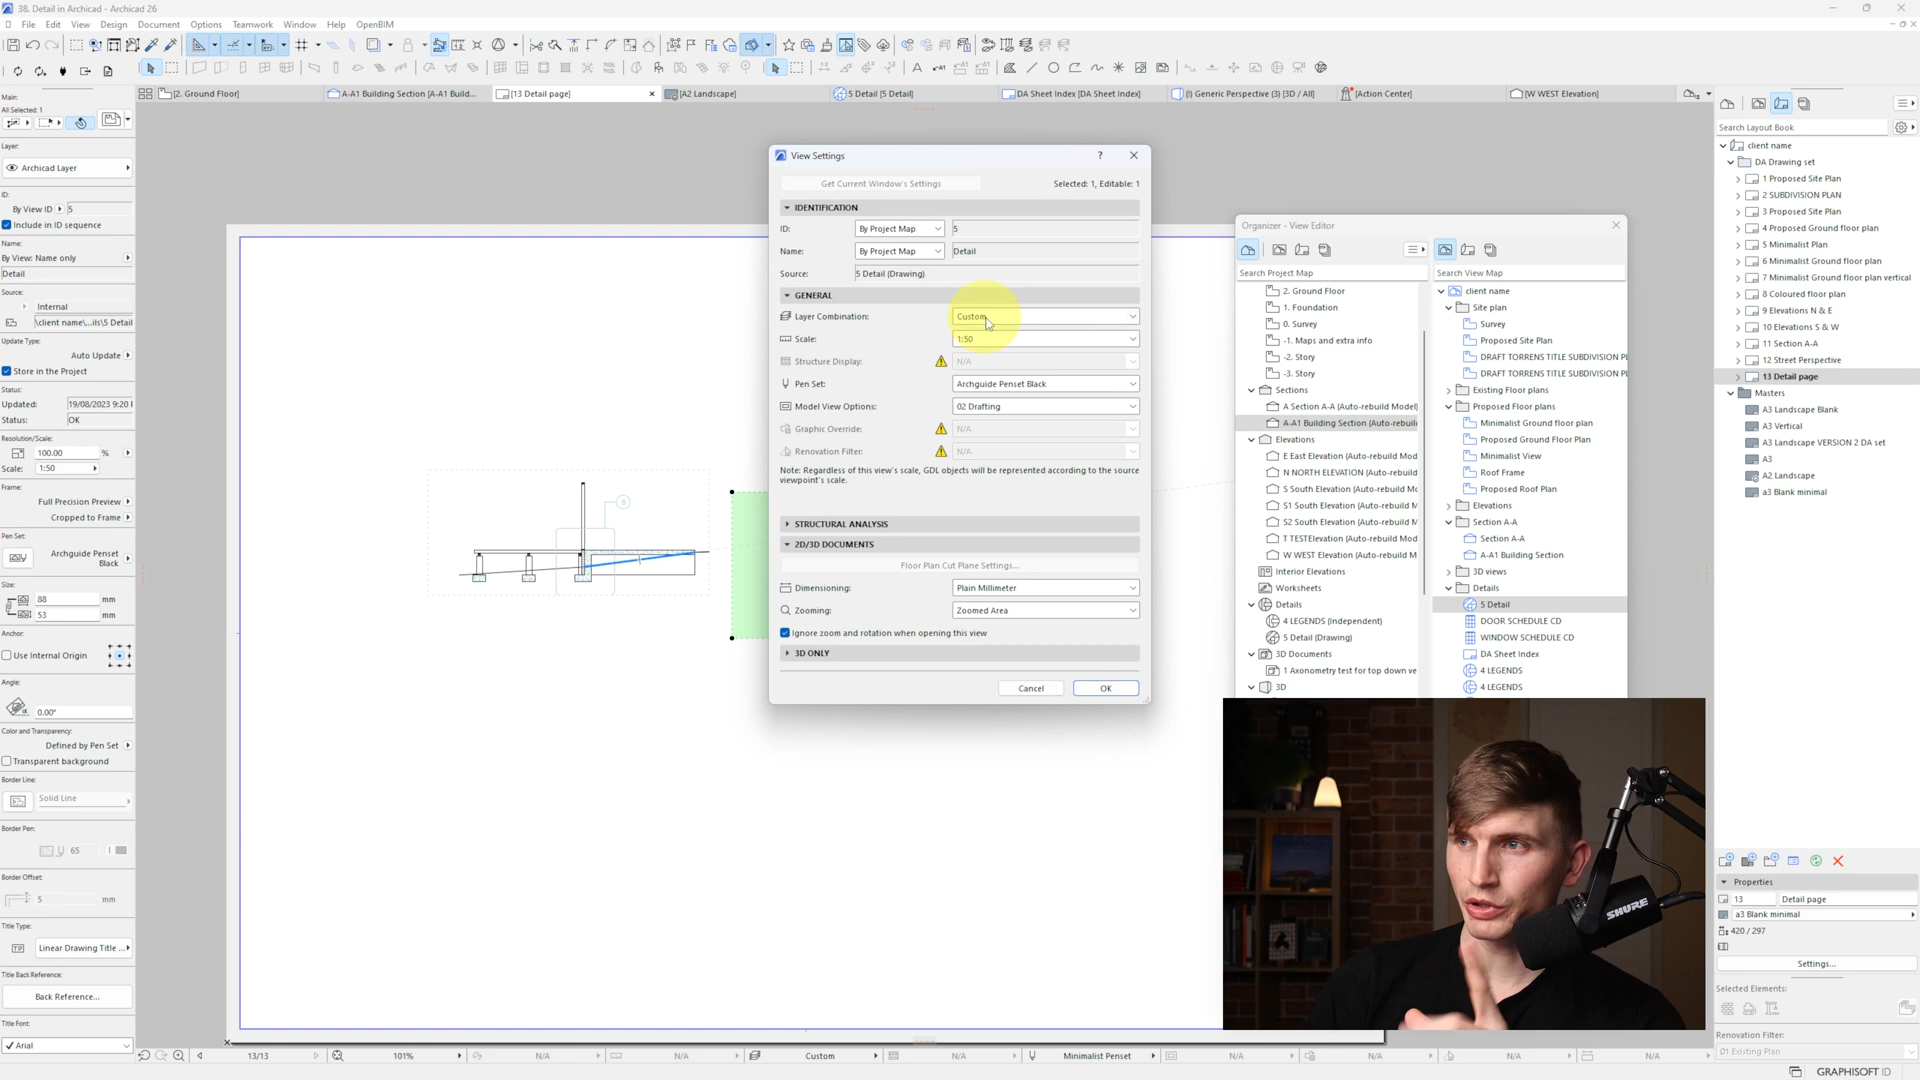 38. Detail in Archicad - Archicad 26
File Edit View Design Document Options Teamwork Window Help OpenBIM
[2. Ground Floor]
A-A1 Building Section [A-A1 Build...
[13 Detail page]
[A2 Landscape]
5 Detail [5 Detail]
DA Sheet Index [DA Sheet Index]
(!) Generic Perspective (3) [3D / All]
[Action Center]
[W WEST Elevation]
Main:
All Selected: 1
Layer:
Archicad Layer
ID:
By View ID 5
Include in ID sequence
Name:
By View: Name only
Detail
Source:
Internal
\client name\...ils\5 Detail
Update Type:
Auto Update
Store in the Project
Status:
Updated: 19/08/2023 9:20
Status: OK
Resolution/Scale:
100.00 %
Scale: 1:50
Frame:
Full Precision Preview
Cropped to Frame
Pen Set:
Archguide Penset Black
Size:
88 mm
53 mm
Anchor:
Use Internal Origin
Angle:
0.00°
Color and Transparency:
Defined by Pen Set
Transparent background
Border Line:
Solid Line
Border Pen:
65
Border Offset:
5 mm
Title Type:
Linear Drawing Title ...
Title Back Reference:
Back Reference...
Title Font:
Arial
6
View Settings
?
Get Current Window's Settings
Selected: 1, Editable: 1
IDENTIFICATION
ID: By Project Map 5
Name: By Project Map Detail
Source: 5 Detail (Drawing)
GENERAL
Layer Combination: Custom
Scale: 1:50
Structure Display: N/A
Pen Set: Archguide Penset Black
Model View Options: 02 Drafting
Graphic Override: N/A
Renovation Filter: N/A
Note: Regardless of this view's scale, GDL objects will be represented according to the source
viewpoint's scale.
STRUCTURAL ANALYSIS
2D/3D DOCUMENTS
Floor Plan Cut Plane Settings...
Dimensioning: Plain Millimeter
Zooming: Zoomed Area
Ignore zoom and rotation when opening this view
3D ONLY
Cancel OK
Organizer - View Editor
Search Project Map
2. Ground Floor
1. Foundation
0. Survey
-1. Maps and extra info
-2. Story
-3. Story
Sections
A Section A-A (Auto-rebuild Model)
A-A1 Building Section (Auto-rebuil
Elevations
E East Elevation (Auto-rebuild Mod
N NORTH ELEVATION (Auto-rebuild
S South Elevation (Auto-rebuild Mo
S1 South Elevation (Auto-rebuild M
S2 South Elevation (Auto-rebuild M
T TESTElevation (Auto-rebuild Mod
W WEST Elevation (Auto-rebuild M
Interior Elevations
Worksheets
Details
4 LEGENDS (Independent)
5 Detail (Drawing)
3D Documents
1 Axonometry test for top down ve
3D
Search View Map
client name
Site plan
Survey
Proposed Site Plan
DRAFT TORRENS TITLE SUBDIVISION PL
DRAFT TORRENS TITLE SUBDIVISION PL
Existing Floor plans
Proposed Floor plans
Minimalist Ground floor plan
Proposed Ground Floor Plan
Minimalist View
Roof Frame
Proposed Roof Plan
Elevations
Section A-A
Section A-A
A-A1 Building Section
3D views
Details
5 Detail
DOOR SCHEDULE CD
WINDOW SCHEDULE CD
DA Sheet Index
4 LEGENDS
4 LEGENDS
SHURE
Search Layout Book
client name
DA Drawing set
1 Proposed Site Plan
2 SUBDIVISION PLAN
3 Proposed Site Plan
4 Proposed Ground floor plan
5 Minimalist Plan
6 Minimalist Ground floor plan
7 Minimalist Ground floor plan vertical
8 Coloured floor plan
9 Elevations N & E
10 Elevations S & W
11 Section A-A
12 Street Perspective
13 Detail page
Masters
A3 Landscape Blank
A3 Vertical
A3 Landscape VERSION 2 DA set
A3
A2 Landscape
a3 Blank minimal
Properties
13 Detail page
a3 Blank minimal
420 / 297
Settings...
Selected Elements:
Renovation Filter:
01 Existing Plan
13/13 101% N/A N/A Custom N/A Minimalist Penset N/A N/A N/A N/A
GRAPHISOFT ID